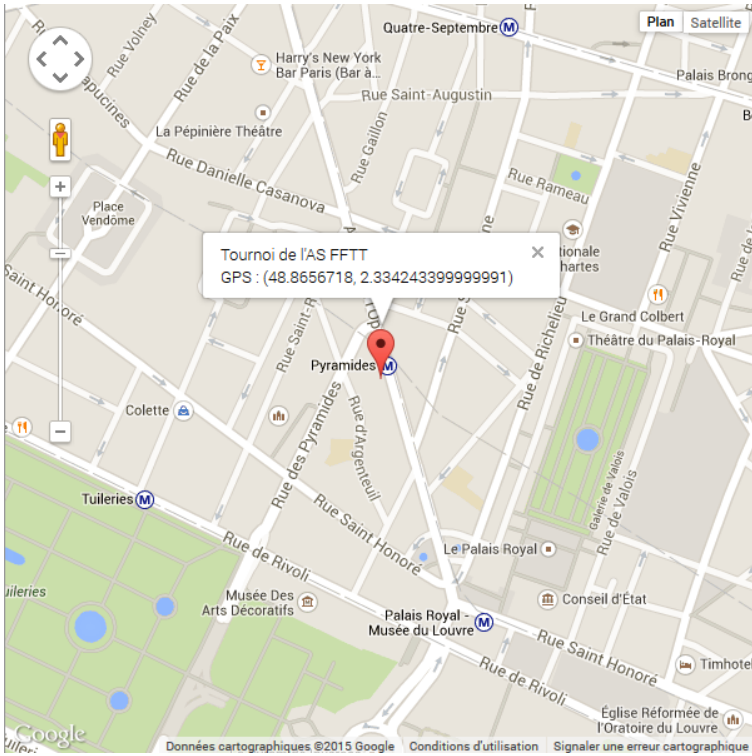 Quatre-Septembre
Plan
Satellite
Rue Volney
Rue de la Paix
Harry's New York
Bar Paris (Bar à...
Palais Brong
apucines
Rue Saint-Augustin
La Pépinière Théâtre
Rue Gaillon
Rue Danielle Casanova
Rue Rameau
Rue Vivienne
Place
Vendôme
Tournoi de l'AS FFTT
GPS : (48.8656718, 2.334243399999991)
tionale
hartes
Saint Honoré
Le Grand Colbert
Théâtre du Palais-Royal
Rue de Richelieu
Pyramides
Colette
Rue des Pyramides
Rue d'Argenteuil
Tuileries
Galerie de Valois
Rue de Valois
Rue Saint Honoré
Rue de Rivoli
Le Palais Royal
uileries
Musée Des
Arts Décoratifs
Conseil d'État
Palais Royal -
Musée du Louvre
Rue Saint Honoré
Rue de Rivoli
Timhotel
Église Réformée de
l'Oratoire du Louvre
Google
Données cartographiques ©2015 Google
Conditions d'utilisation
Signaler une erreur cartographique